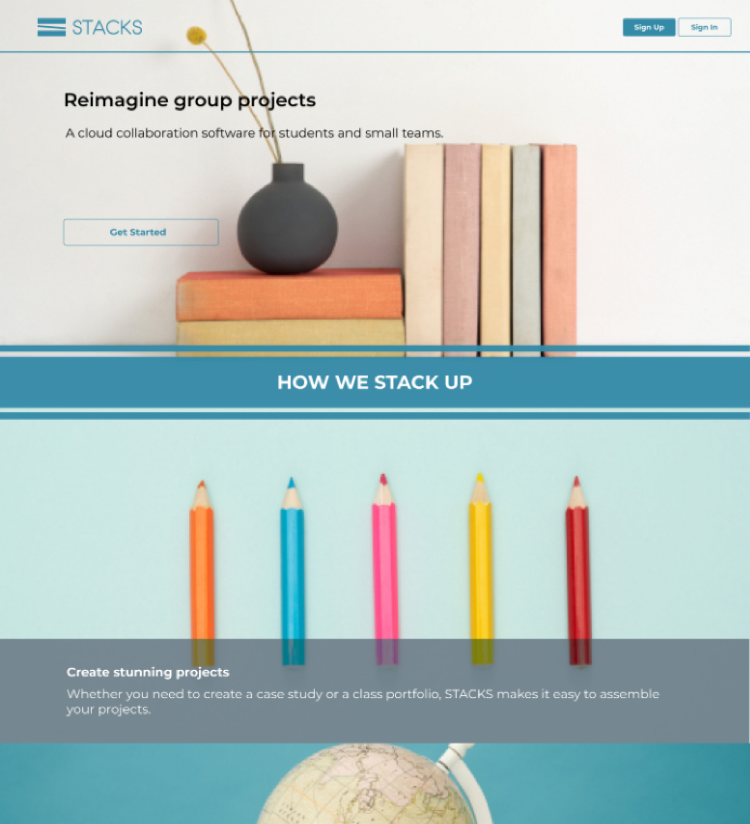 STACKS
Sign Up
Sign In
Reimagine group projects
A cloud collaboration software for students and small teams.
Get Started
HOW WE STACK UP
Create stunning projects
Whether you need to create a case study or a class portfolio, STACKS makes it easy to assemble
your projects.